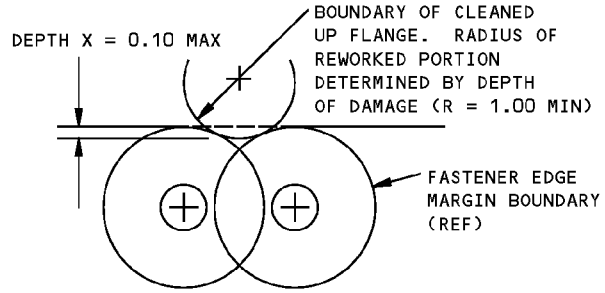 BOUNDARY OF CLEANED
UP FLANGE. RADIUS OF
REWORKED PORTION
DETERMINED BY DEPTH
OF DAMAGE (R = 1.00 MIN)
DEPTH X = 0.10 MAX
FASTENER EDGE
MARGIN BOUNDARY
(REF)